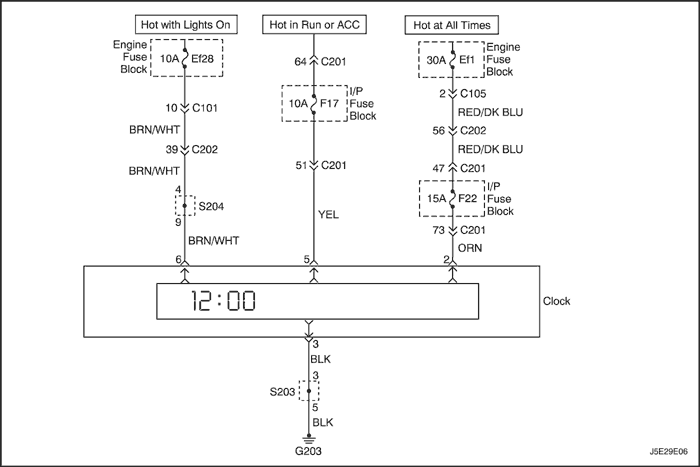 Hot with Lights On
Hot in Run or ACC
Hot at All Times
Engine
Fuse
Block
10A Ef28
64 C201
30A Ef1
Engine
Fuse
Block
10A F17
I/P
Fuse
Block
2 C105
10 C101
RED/DK BLU
BRN/WHT
56 C202
39 C202
RED/DK BLU
BRN/WHT
51 C201
47 C201
4
S204
9
15A F22
I/P
Fuse
Block
YEL
73 C201
BRN/WHT
ORN
6
5
2
12:00
Clock
3
BLK
3
S203
5
BLK
G203
J5E29E06